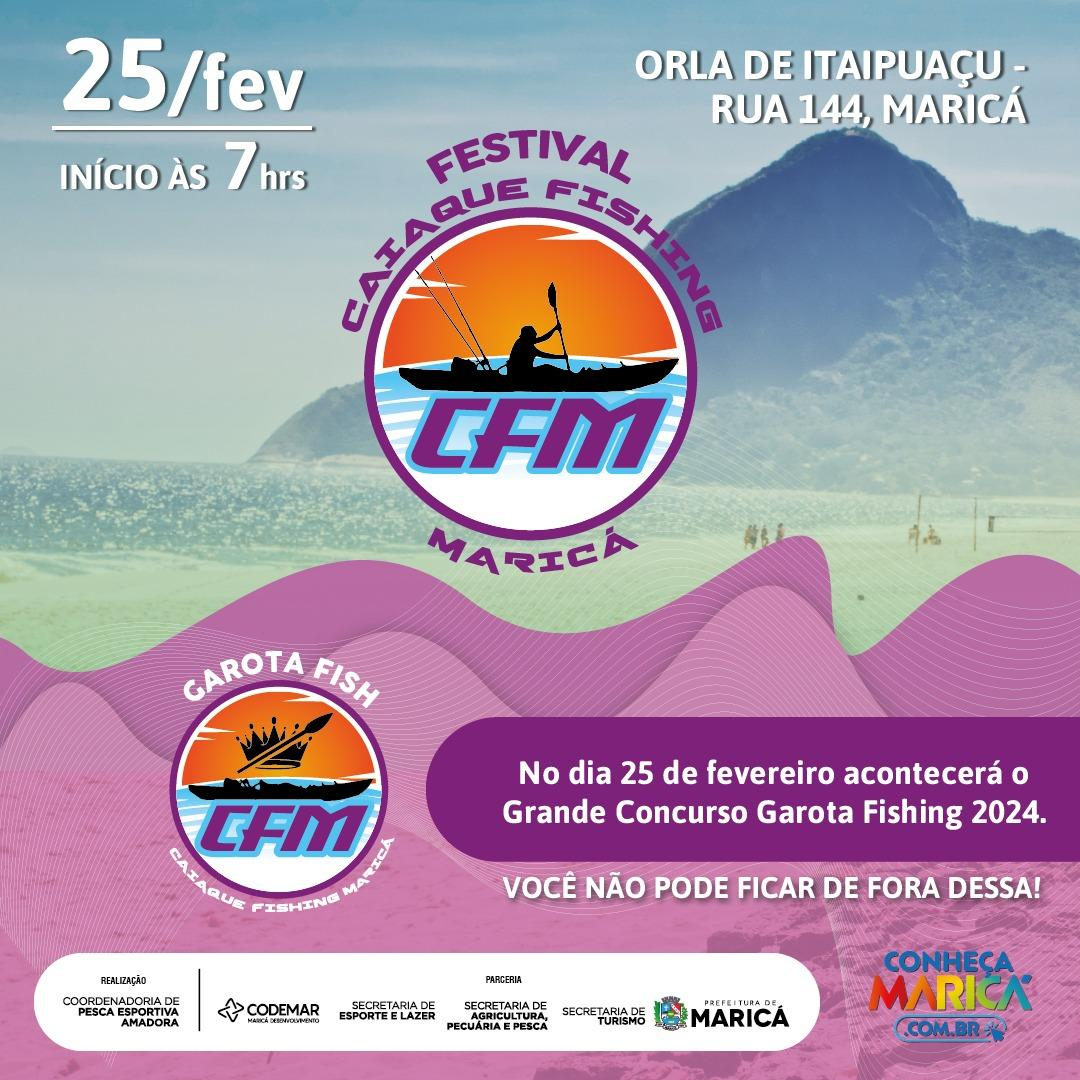 25/fev
INÍCIO ÀS 7hrs
ORLA DE ITAIPUAÇU -
RUA 144, MARICÁ
FESTIVAL
CAIAQUE FISHING
CFM
MARICÁ
GAROTA FISH
CFM
CAIAQUE FISHING MARICÁ
No dia 25 de fevereiro acontecerá o
Grande Concurso Garota Fishing 2024.
VOCÊ NÃO PODE FICAR DE FORA DESSA!
REALIZAÇÃO
COORDENADORIA DE
PESCA ESPORTIVA
AMADORA
PARCERIA
CODEMAR
MARICÁ DESENVOLVIMENTO
SECRETARIA DE
ESPORTE E LAZER
SECRETARIA DE
AGRICULTURA,
PECUÁRIA E PESCA
SECRETARIA DE
TURISMO
PREFEITURA DE
MARICÁ
CONHEÇA
MARICÁ
.COM.BR